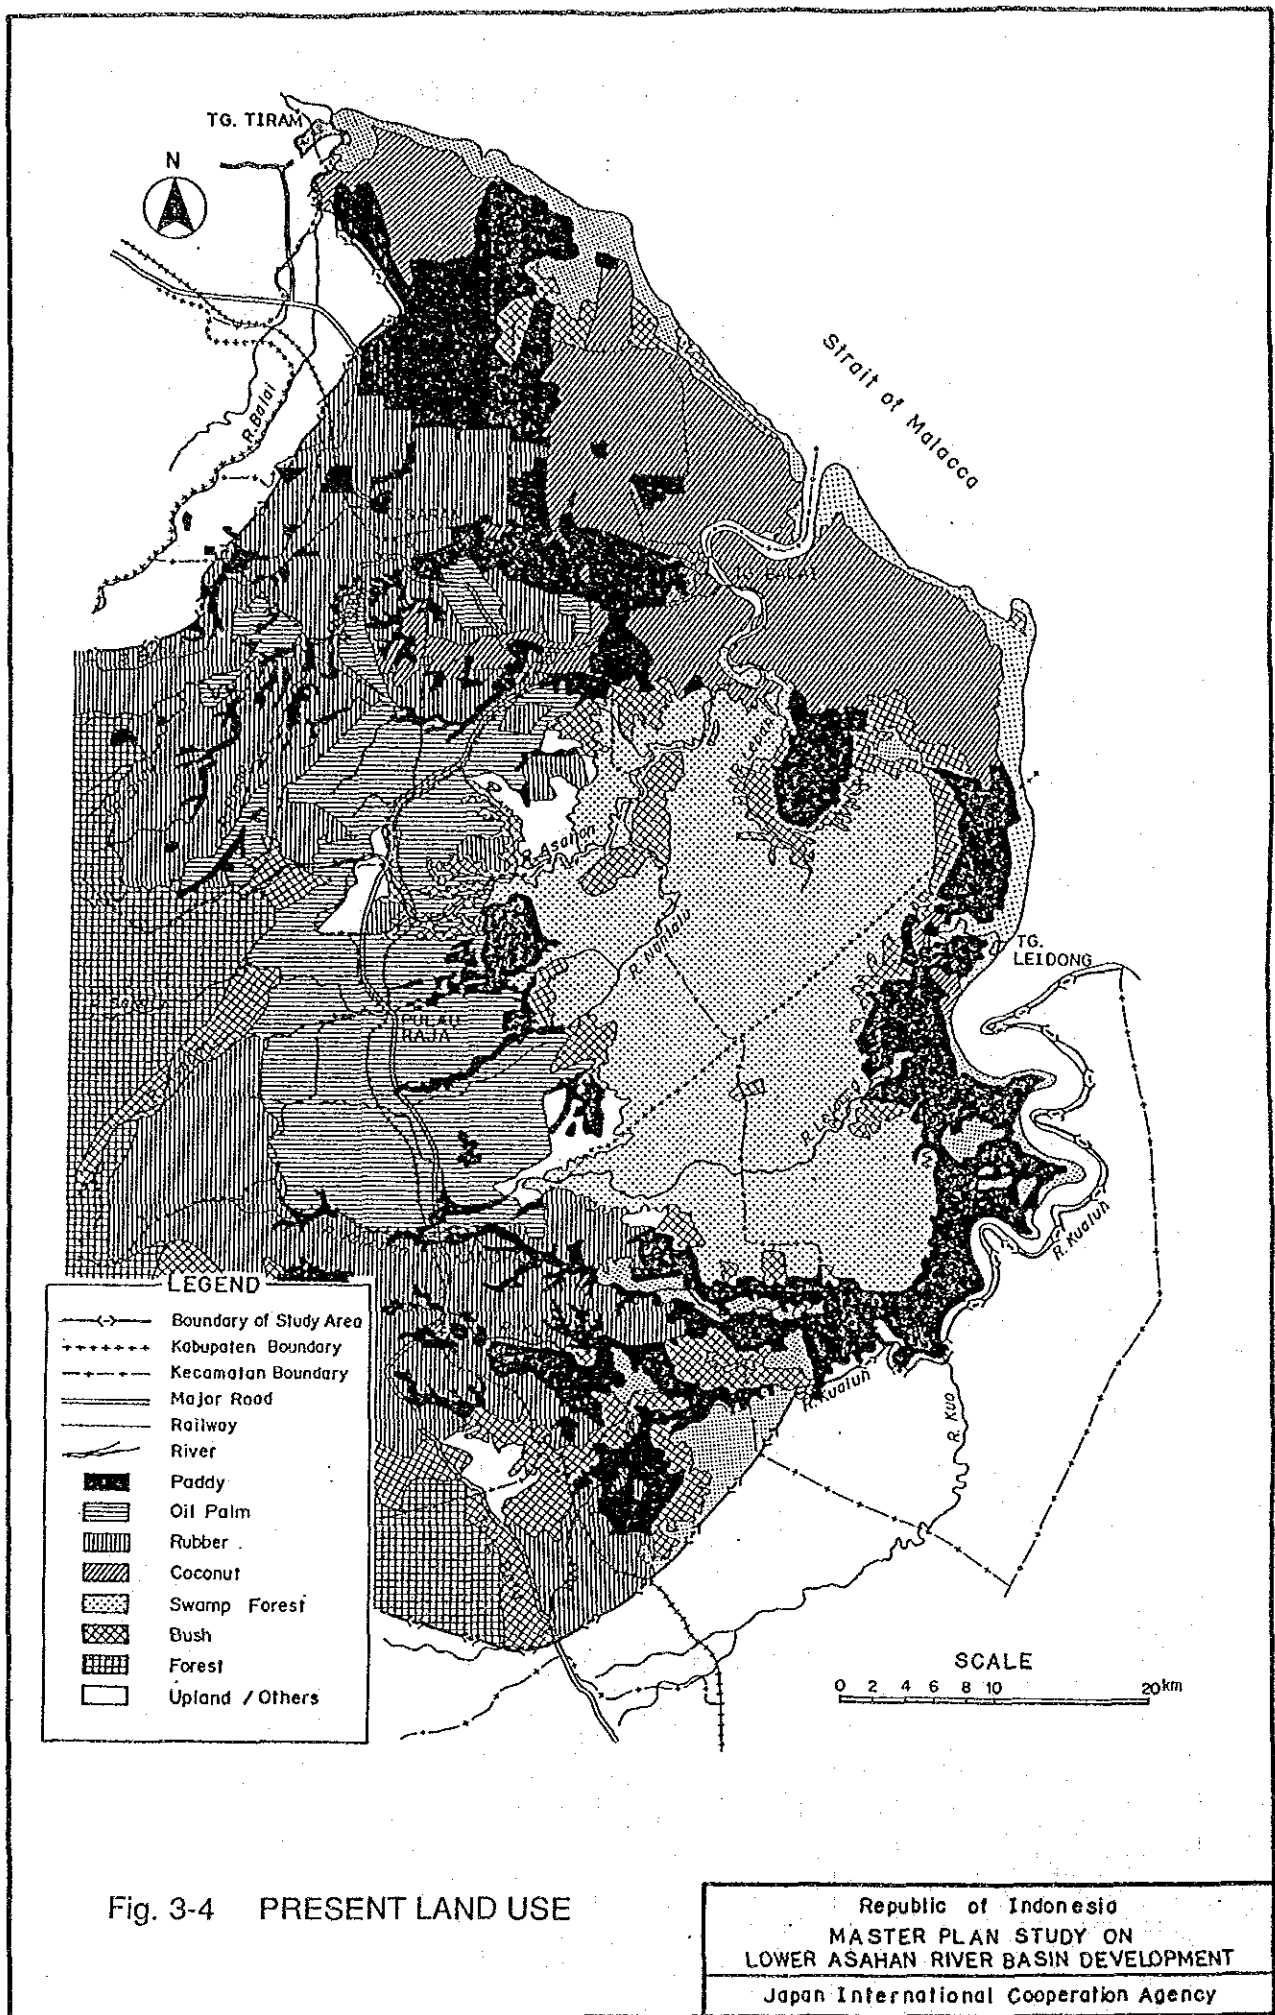 TG. TIRAM
N
Strait of Malacca
R. Balai
R. Asahan
TG.
LEIDONG
PULAU
RAJA
R. Kualuh
R. Kualuh
R. Kuo
LEGEND
Boundary of Study Area
Kabupaten Boundary
Kecamatan Boundary
Major Road
Railway
River
Paddy
Oil Palm
Rubber
Coconut
Swamp Forest
Bush
Forest
Upland / Others
SCALE
0 2 4 6 8 10 20km
Fig. 3-4 PRESENT LAND USE
Republic of Indonesia
MASTER PLAN STUDY ON
LOWER ASAHAN RIVER BASIN DEVELOPMENT
Japan International Cooperation Agency